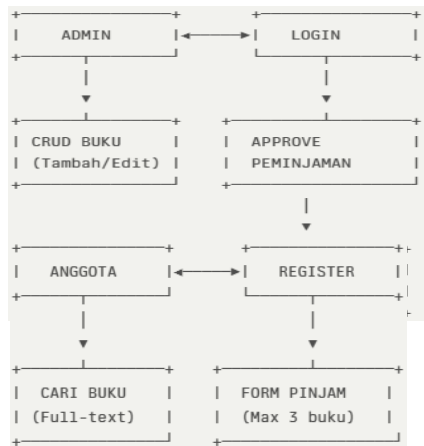 ADMIN
LOGIN
CRUD BUKU
(Tambah/Edit)
APPROVE
PEMINJAMAN
ANGGOTA
REGISTER
CARI BUKU
(Full-text)
FORM PINJAM
(Max 3 buku)